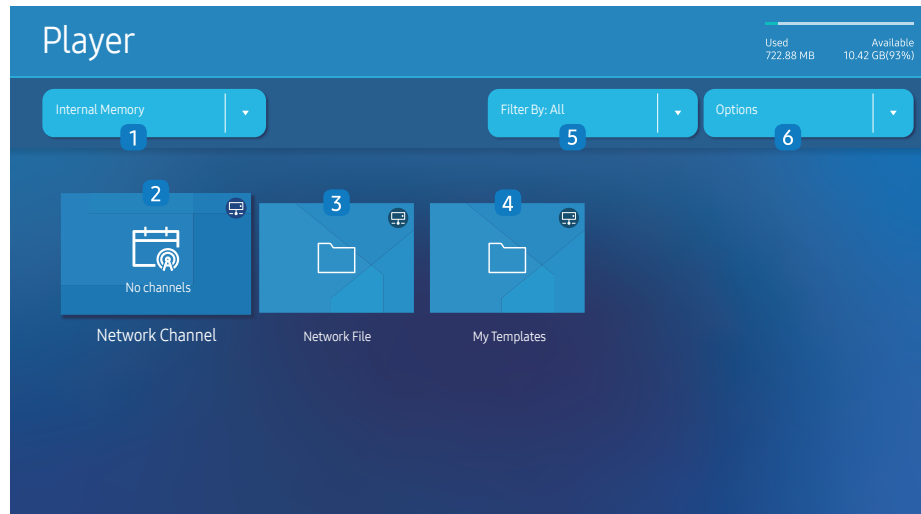 Player
Used Available
722.88 MB 10.42 GB(93%)
Internal Memory
1
Filter By: All
5
Options
6
2
No channels
Network Channel
3
Network File
4
My Templates